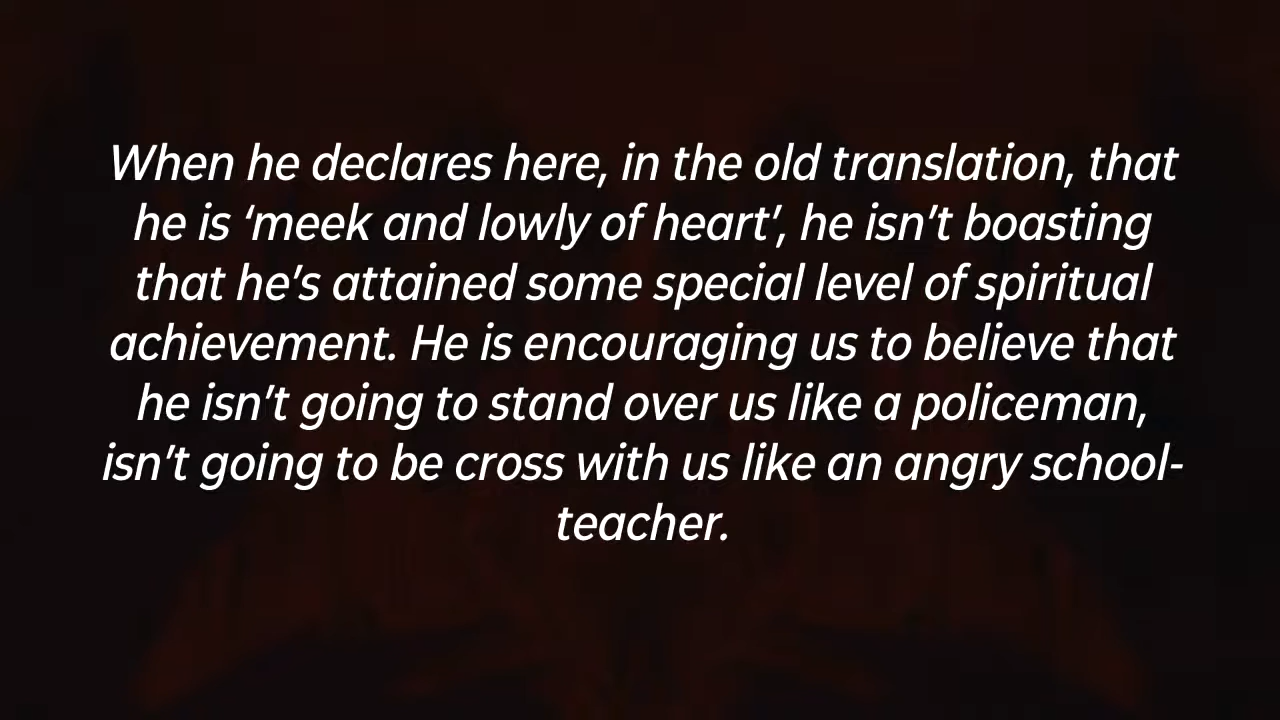 When he declares here, in the old translation, that
he is ‘meek and lowly of heart’, he isn’t boasting
that he’s attained some special level of spiritual
achievement. He is encouraging us to believe that
he isn’t going to stand over us like a policeman,
isn’t going to be cross with us like an angry school-
teacher.